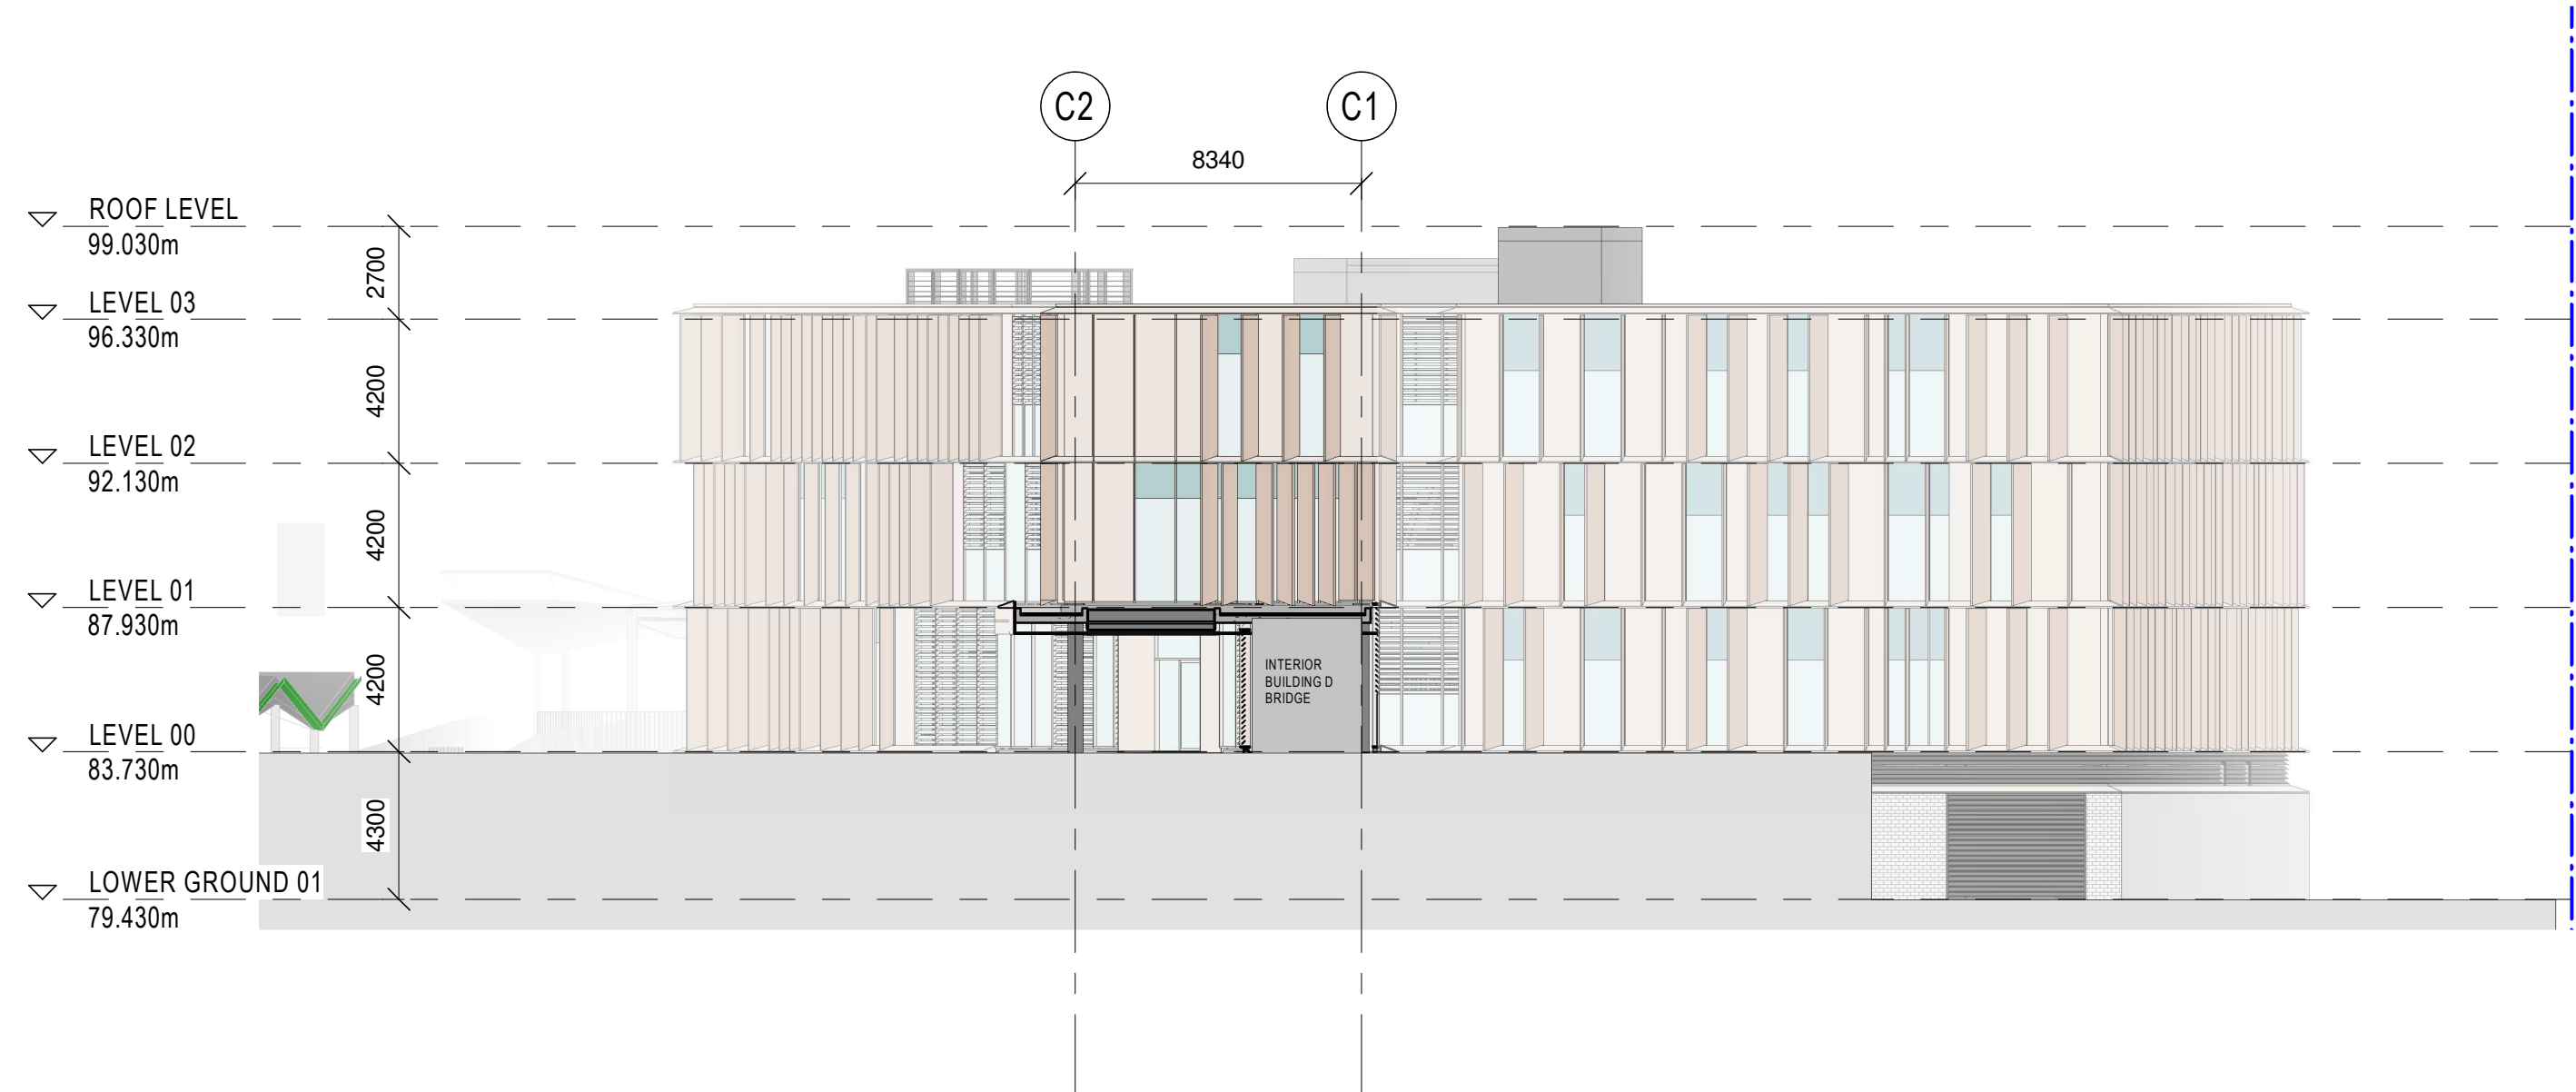 C2
C1
8340
ROOF LEVEL
99.030m
2700
LEVEL 03
96.330m
4200
LEVEL 02
92.130m
4200
LEVEL 01
87.930m
4200
INTERIOR
BUILDING D
BRIDGE
LEVEL 00
83.730m
4300
LOWER GROUND 01
79.430m